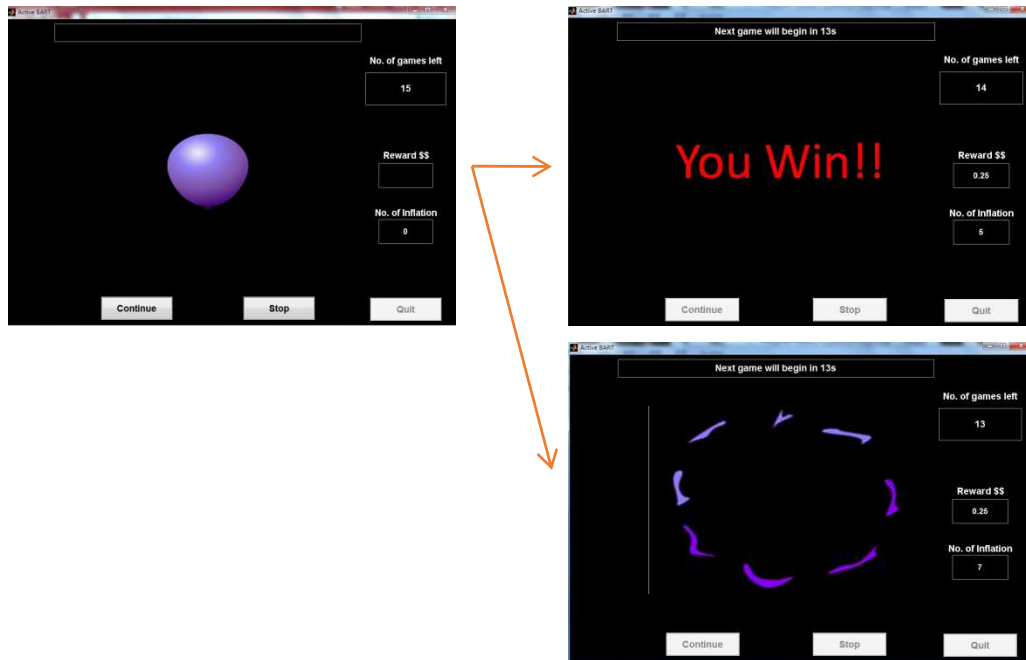 Active BART
No. of games left
15
Reward $$
No. of Inflation
0
Continue
Stop
Quit
Active BART
Next game will begin in 13s
No. of games left
14
You Win!!
Reward $$
0.25
No. of Inflation
5
Continue
Stop
Quit
Active BART
Next game will begin in 13s
No. of games left
13
Reward $$
0.25
No. of Inflation
7
Continue
Stop
Quit